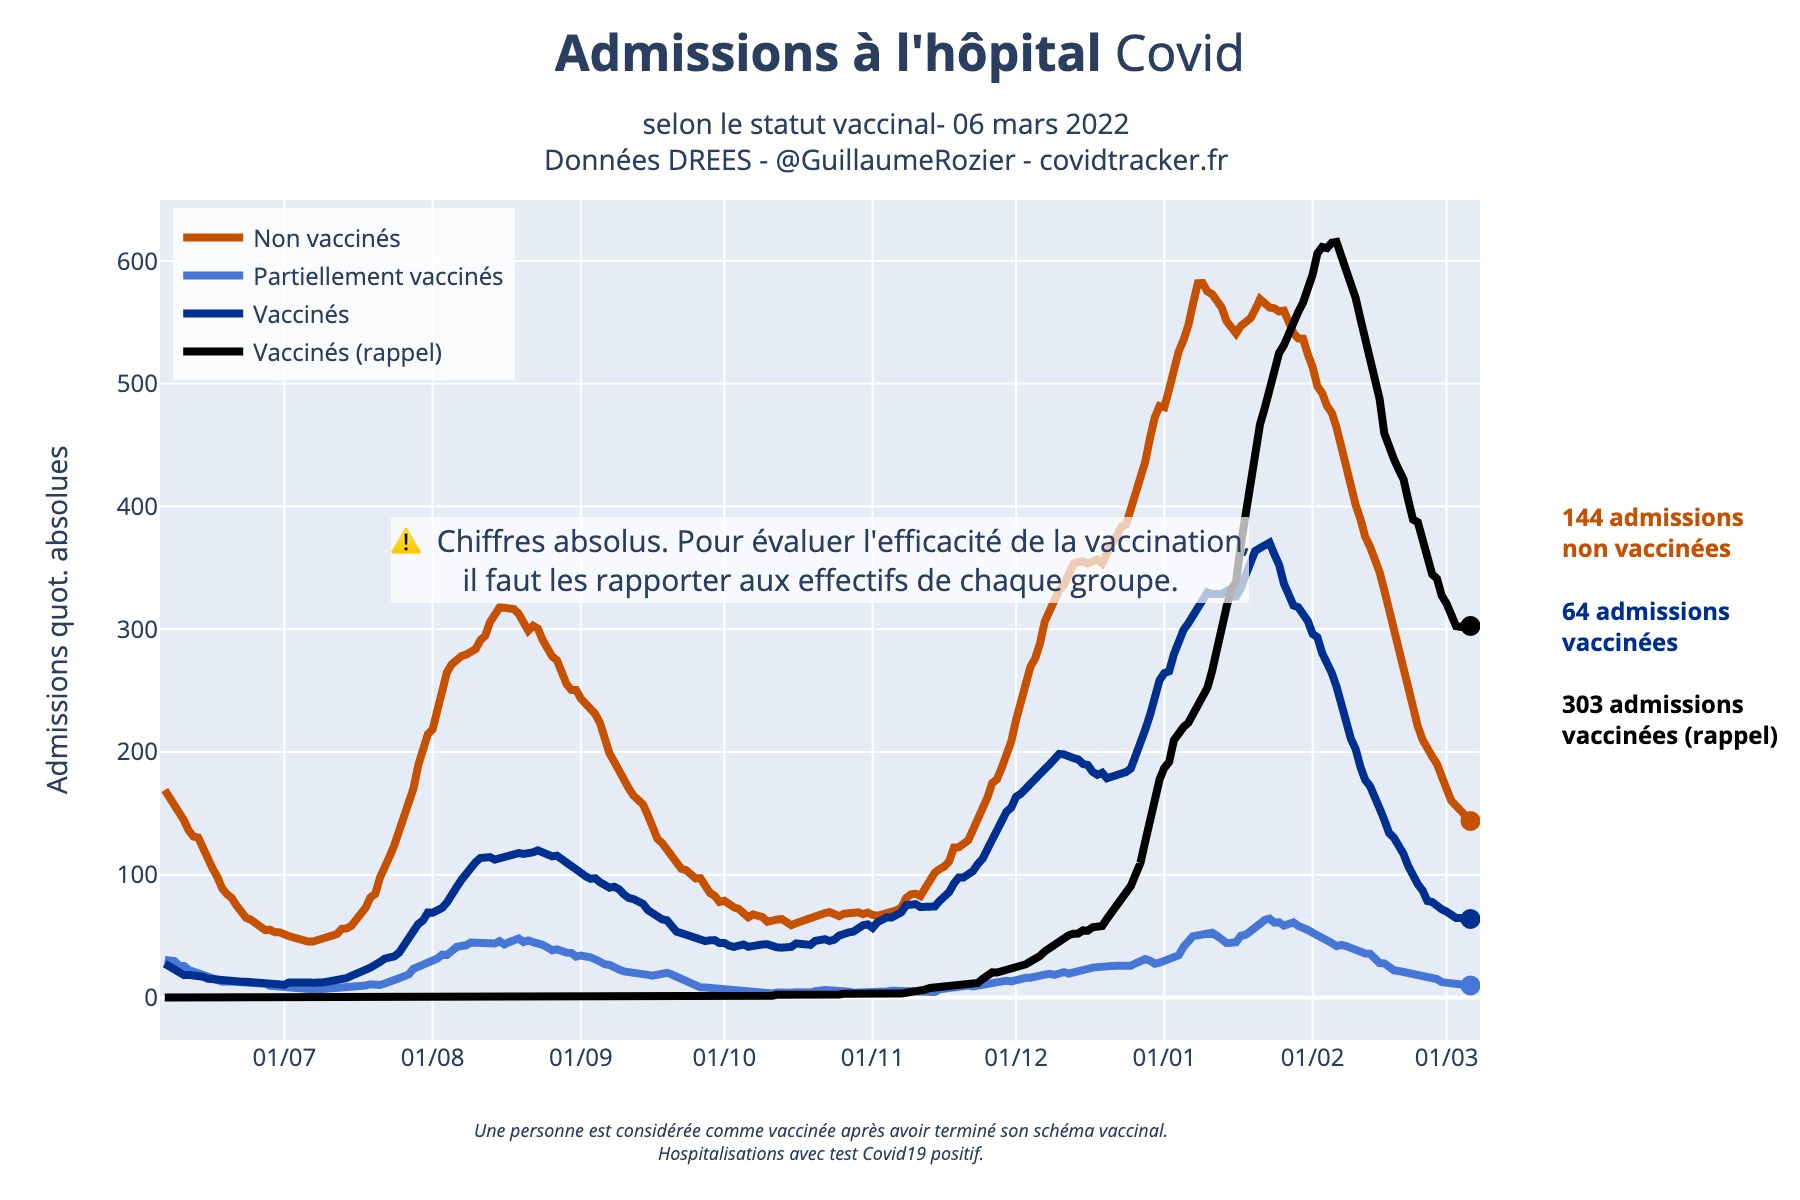 Admissions à l'hôpital Covid
selon le statut vaccinal- 06 mars 2022
Données DREES - @GuillaumeRozier - covidtracker.fr
Non vaccinés
Partiellement vaccinés
Vaccinés
Vaccinés (rappel)
Admissions quot. absolues
600
500
400
300
200
100
0
⚠ Chiffres absolus. Pour évaluer l'efficacité de la vaccination,
il faut les rapporter aux effectifs de chaque groupe.
144 admissions
non vaccinées
64 admissions
vaccinées
303 admissions
vaccinées (rappel)
01/07 01/08 01/09 01/10 01/11 01/12 01/01 01/02 01/03
Une personne est considérée comme vaccinée après avoir terminé son schéma vaccinal.
Hospitalisations avec test Covid19 positif.